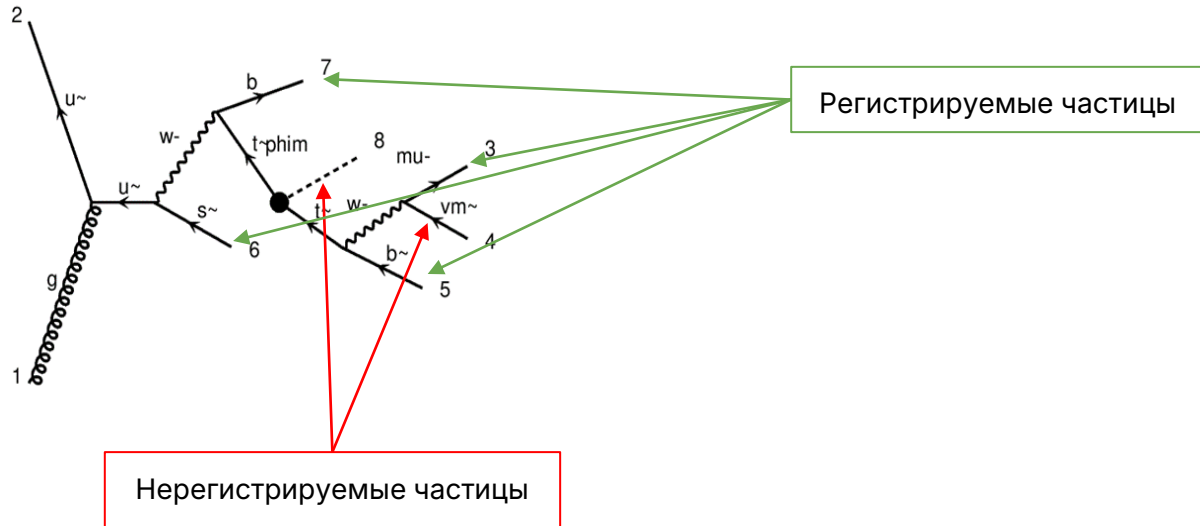 2
7
b
u~
Регистрируемые частицы
w-
t~phim
8
mu-
3
u~
s~
t~
w-
vm~
6
4
b~
g
5
1
Нерегистрируемые частицы